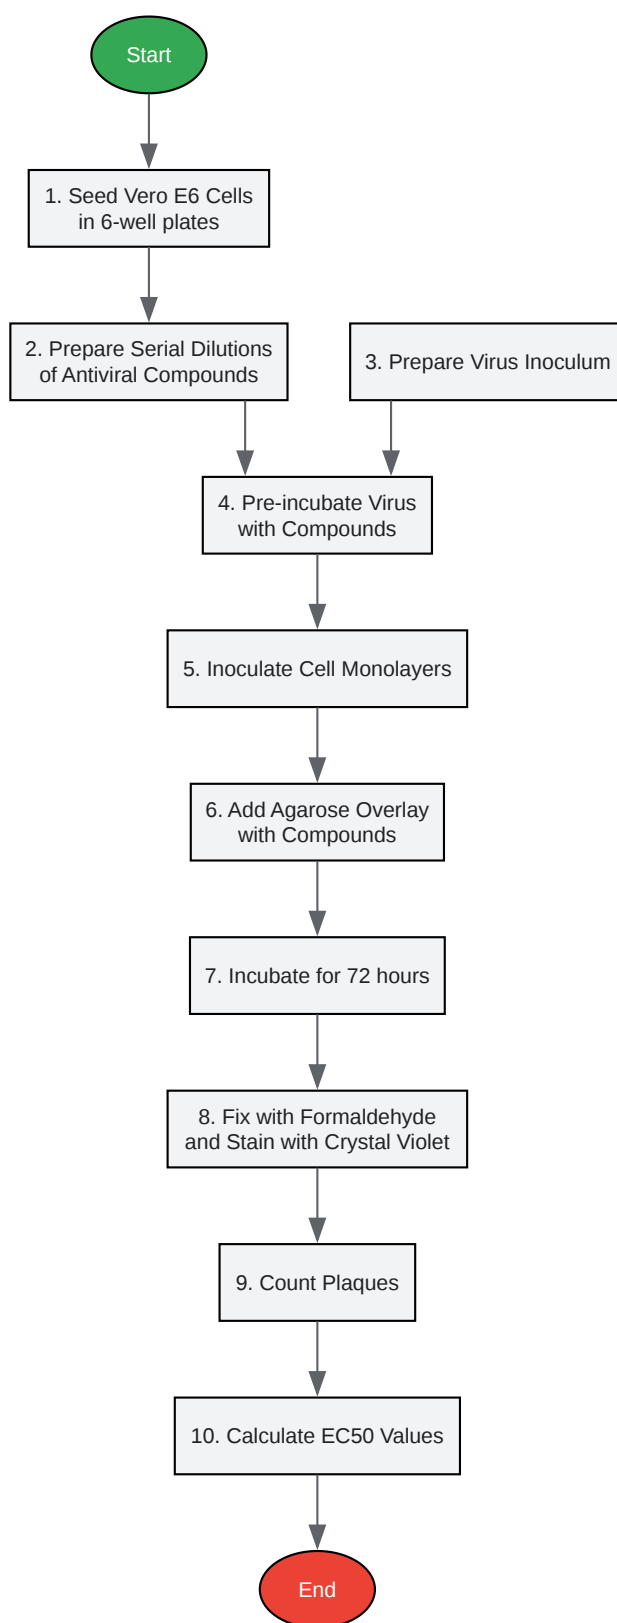 Start
1. Seed Vero E6 Cells
in 6-well plates
2. Prepare Serial Dilutions
of Antiviral Compounds
3. Prepare Virus Inoculum
4. Pre-incubate Virus
with Compounds
5. Inoculate Cell Monolayers
6. Add Agarose Overlay
with Compounds
7. Incubate for 72 hours
8. Fix with Formaldehyde
and Stain with Crystal Violet
9. Count Plaques
10. Calculate EC50 Values
End